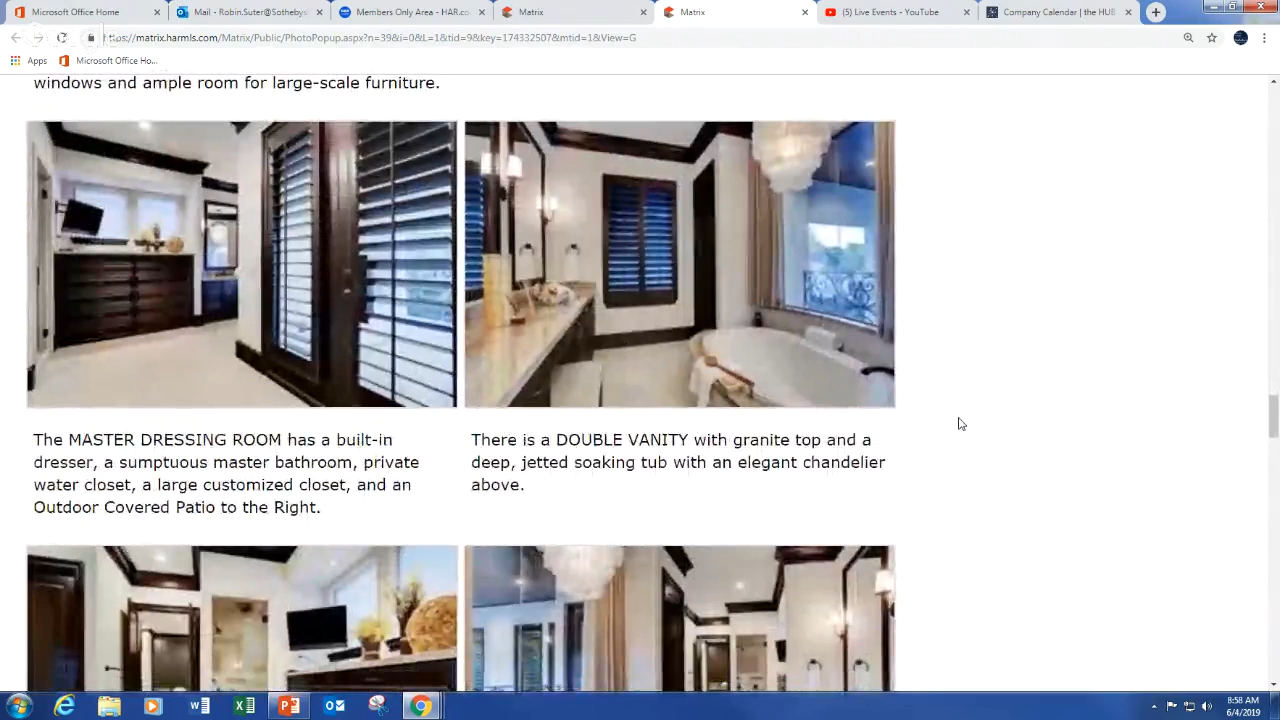 Microsoft Office Home
Mail - Robin.Suter@Sothebys
Members Only Area - HAR.co
Matrix
Matrix
(5) Live Events - YouTube
Company Calendar | the HUB
https://matrix.harmls.com/Matrix/Public/PhotoPopup.aspx?n=39&i=0&L=1&tid=9&key=174332507&mtid=1&View=G
Apps
Microsoft Office Ho...
windows and ample room for large-scale furniture.
The MASTER DRESSING ROOM has a built-in
dresser, a sumptuous master bathroom, private
water closet, a large customized closet, and an
Outdoor Covered Patio to the Right.
There is a DOUBLE VANITY with granite top and a
deep, jetted soaking tub with an elegant chandelier
above.
8:58 AM
6/4/2019